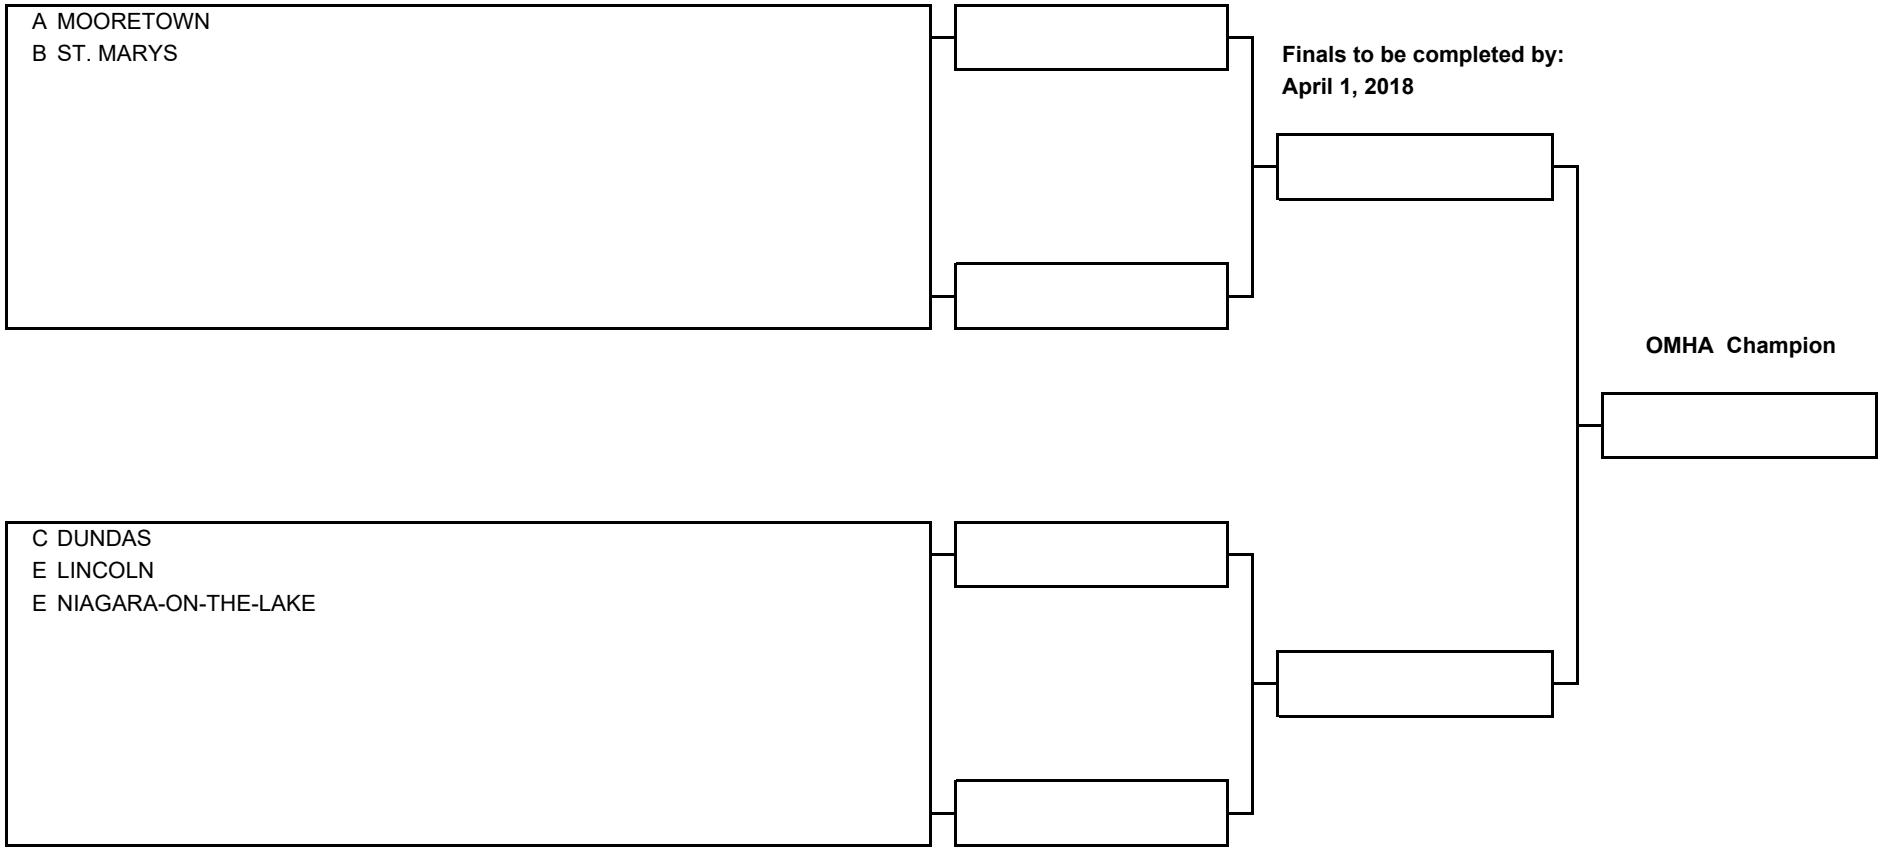 A MOORETOWN
B ST. MARYS
Finals to be completed by:
April 1, 2018
OMHA Champion
C DUNDAS
E LINCOLN
E NIAGARA-ON-THE-LAKE